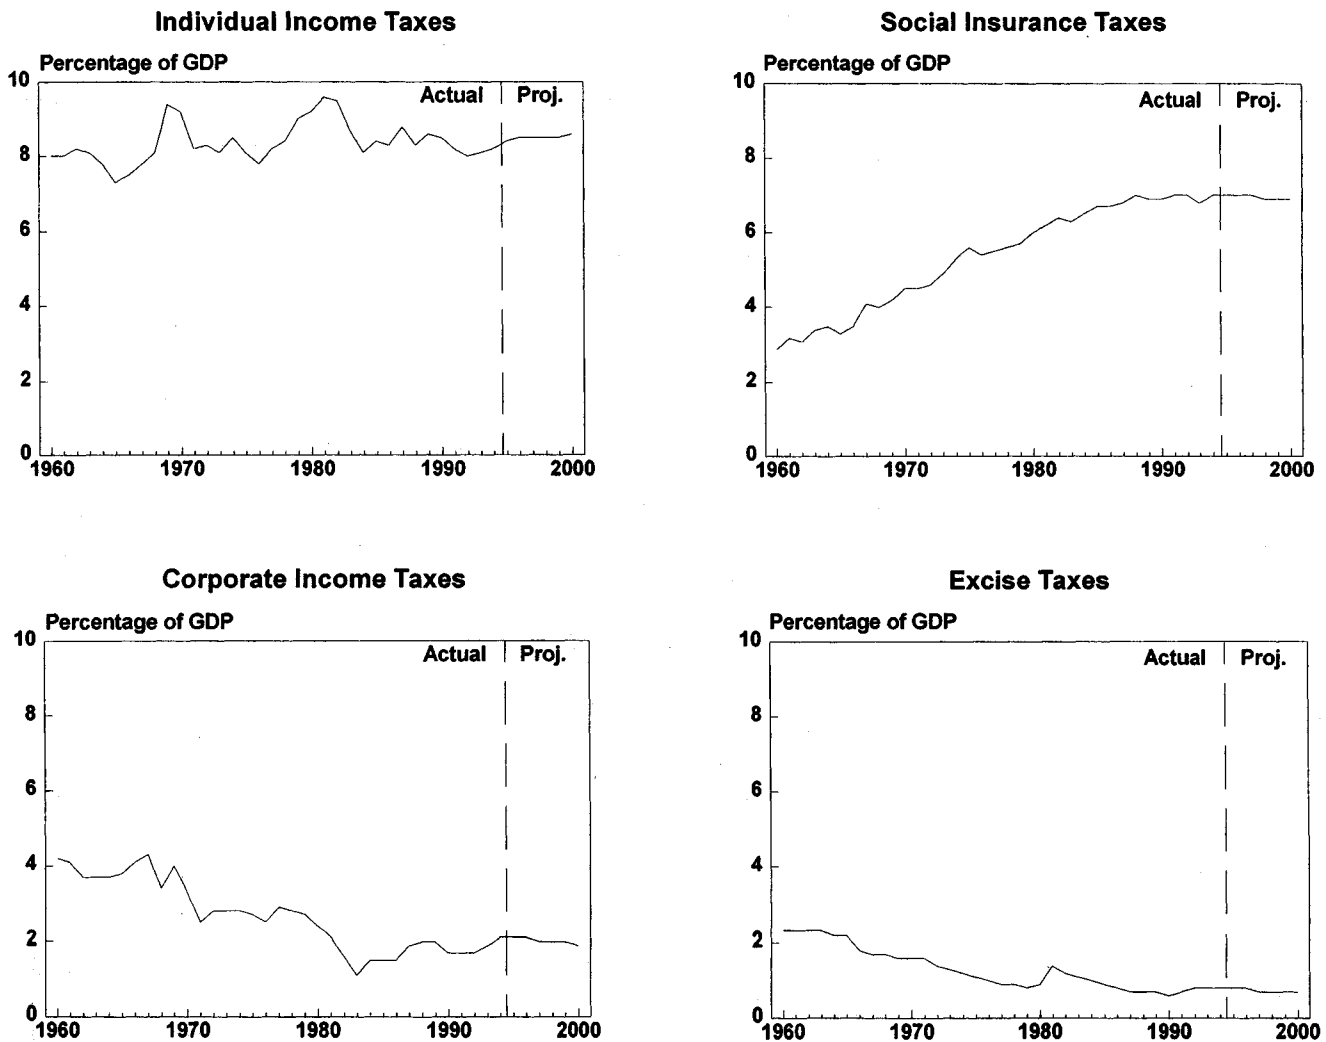 Individual Income Taxes
Percentage of GDP
10
Actual
Proj.
8
6
4
2
0
1960 1970 1980 1990 2000
Social Insurance Taxes
Percentage of GDP
10
Actual
Proj.
8
6
4
2
0
1960 1970 1980 1990 2000
Corporate Income Taxes
Percentage of GDP
10
Actual
Proj.
8
6
4
2
0
1960 1970 1980 1990 2000
Excise Taxes
Percentage of GDP
10
Actual
Proj.
8
6
4
2
0
1960 1970 1980 1990 2000